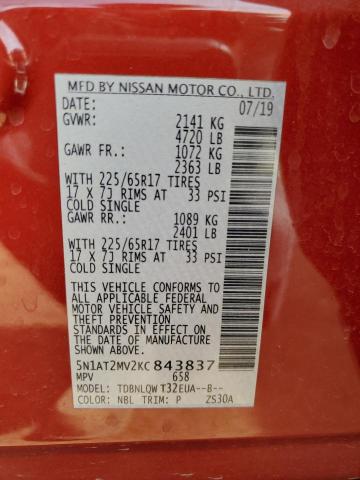 MFD BY NISSAN MOTOR CO., LTD.
DATE: 07/19
GVWR: 2141 KG
4720 LB
GAWR FR.: 1072 KG
2363 LB
WITH 225/65R17 TIRES
17 X 7J RIMS AT 33 PSI
COLD SINGLE
GAWR RR.: 1089 KG
2401 LB
WITH 225/65R17 TIRES
17 X 7J RIMS AT 33 PSI
COLD SINGLE
THIS VEHICLE CONFORMS TO
ALL APPLICABLE FEDERAL
MOTOR VEHICLE SAFETY
AND THEFT PREVENTION
STANDARDS IN EFFECT ON
THE DATE OF MANUFACTURE
SHOWN ABOVE.
5N1AT2MV2KC 843837
MPV 658
MODEL: TDBNLQW T32EUA--B--
COLOR: NBL TRIM: P ZS30A